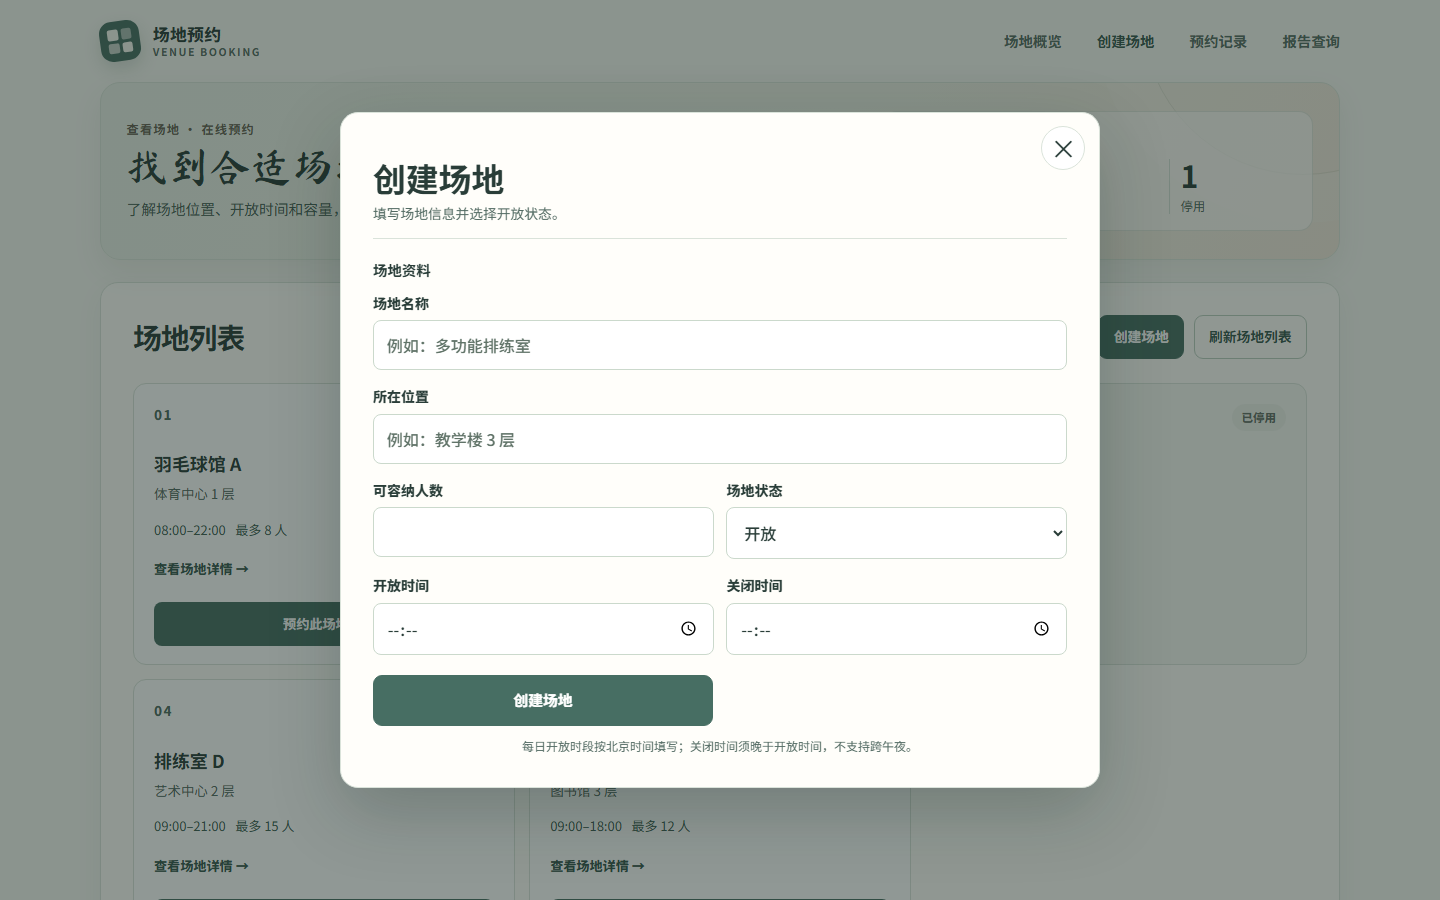 场地预约
VENUE BOOKING
场地概览
创建场地
预约记录
报告查询
查看场地 · 在线预约
找到合适场
了解场地位置、开放时间和容量，
1
停用
场地列表
创建场地
刷新场地列表
01
羽毛球馆 A
体育中心 1 层
08:00–22:00 最多 8 人
查看场地详情 →
预约此场
已停用
04
排练室 D
艺术中心 2 层
09:00–21:00 最多 15 人
查看场地详情 →
图书馆 3 层
09:00–18:00 最多 12 人
查看场地详情 →
创建场地
填写场地信息并选择开放状态。
场地资料
场地名称
例如：多功能排练室
所在位置
例如：教学楼 3 层
可容纳人数
场地状态
开放
开放时间
关闭时间
--:--
--:--
创建场地
每日开放时段按北京时间填写；关闭时间须晚于开放时间，不支持跨午夜。